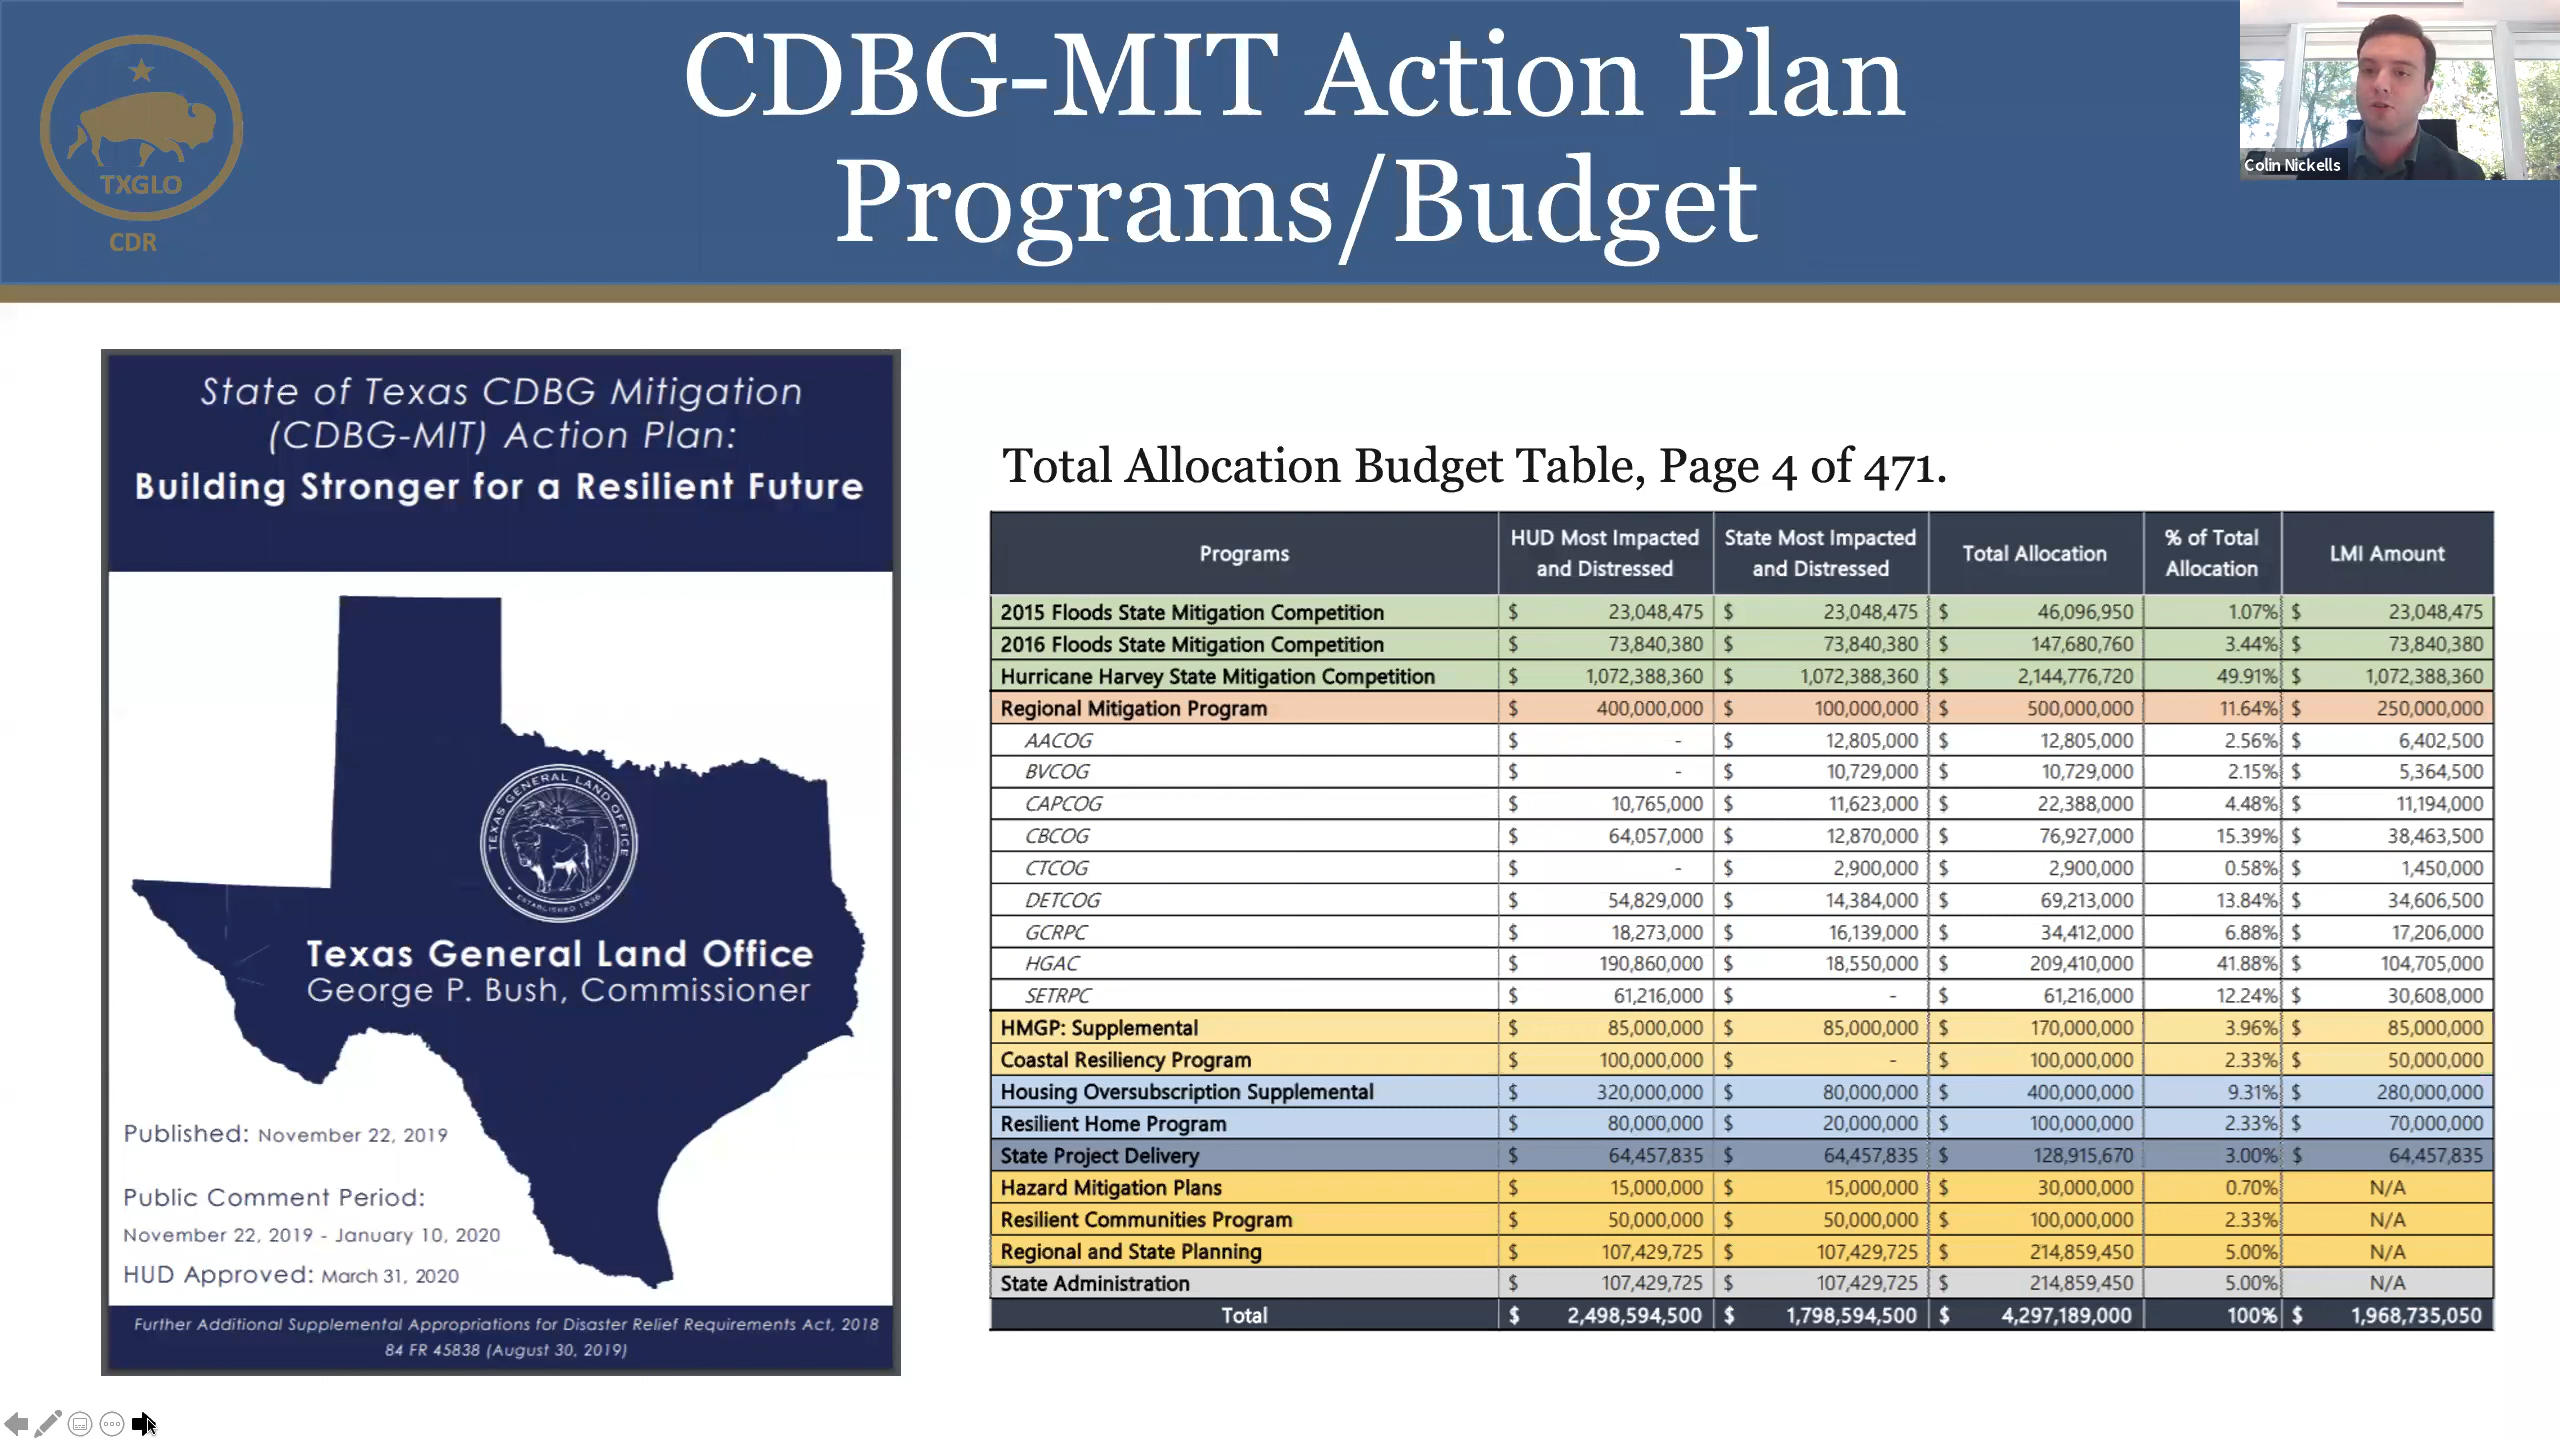 CDBG-MIT Action Plan
Programs/Budget
TXGLO
CDR
Colin Nickells
State of Texas CDBG Mitigation
(CDBG-MIT) Action Plan:
Building Stronger for a Resilient Future
TEXAS GENERAL LAND OFFICE
ESTABLISHED 1836
Texas General Land Office
George P. Bush, Commissioner
Published: November 22, 2019
Public Comment Period:
November 22, 2019 - January 10, 2020
HUD Approved: March 31, 2020
Further Additional Supplemental Appropriations for Disaster Relief Requirements Act, 2018
84 FR 45838 (August 30, 2019)
Total Allocation Budget Table, Page 4 of 471.
Programs HUD Most Impacted and Distressed State Most Impacted and Distressed Total Allocation % of Total Allocation LMI Amount
2015 Floods State Mitigation Competition $ 23,048,475 $ 23,048,475 $ 46,096,950 1.07% $ 23,048,475
2016 Floods State Mitigation Competition $ 73,840,380 $ 73,840,380 $ 147,680,760 3.44% $ 73,840,380
Hurricane Harvey State Mitigation Competition $ 1,072,388,360 $ 1,072,388,360 $ 2,144,776,720 49.91% $ 1,072,388,360
Regional Mitigation Program $ 400,000,000 $ 100,000,000 $ 500,000,000 11.64% $ 250,000,000
AACOG $ - $ 12,805,000 $ 12,805,000 2.56% $ 6,402,500
BVCOG $ - $ 10,729,000 $ 10,729,000 2.15% $ 5,364,500
CAPCOG $ 10,765,000 $ 11,623,000 $ 22,388,000 4.48% $ 11,194,000
CBCOG $ 64,057,000 $ 12,870,000 $ 76,927,000 15.39% $ 38,463,500
CTCOG $ - $ 2,900,000 $ 2,900,000 0.58% $ 1,450,000
DETCOG $ 54,829,000 $ 14,384,000 $ 69,213,000 13.84% $ 34,606,500
GCRPC $ 18,273,000 $ 16,139,000 $ 34,412,000 6.88% $ 17,206,000
HGAC $ 190,860,000 $ 18,550,000 $ 209,410,000 41.88% $ 104,705,000
SETRPC $ 61,216,000 $ - $ 61,216,000 12.24% $ 30,608,000
HMGP: Supplemental $ 85,000,000 $ 85,000,000 $ 170,000,000 3.96% $ 85,000,000
Coastal Resiliency Program $ 100,000,000 $ - $ 100,000,000 2.33% $ 50,000,000
Housing Oversubscription Supplemental $ 320,000,000 $ 80,000,000 $ 400,000,000 9.31% $ 280,000,000
Resilient Home Program $ 80,000,000 $ 20,000,000 $ 100,000,000 2.33% $ 70,000,000
State Project Delivery $ 64,457,835 $ 64,457,835 $ 128,915,670 3.00% $ 64,457,835
Hazard Mitigation Plans $ 15,000,000 $ 15,000,000 $ 30,000,000 0.70% N/A
Resilient Communities Program $ 50,000,000 $ 50,000,000 $ 100,000,000 2.33% N/A
Regional and State Planning $ 107,429,725 $ 107,429,725 $ 214,859,450 5.00% N/A
State Administration $ 107,429,725 $ 107,429,725 $ 214,859,450 5.00% N/A
Total $ 2,498,594,500 $ 1,798,594,500 $ 4,297,189,000 100% $ 1,968,735,050